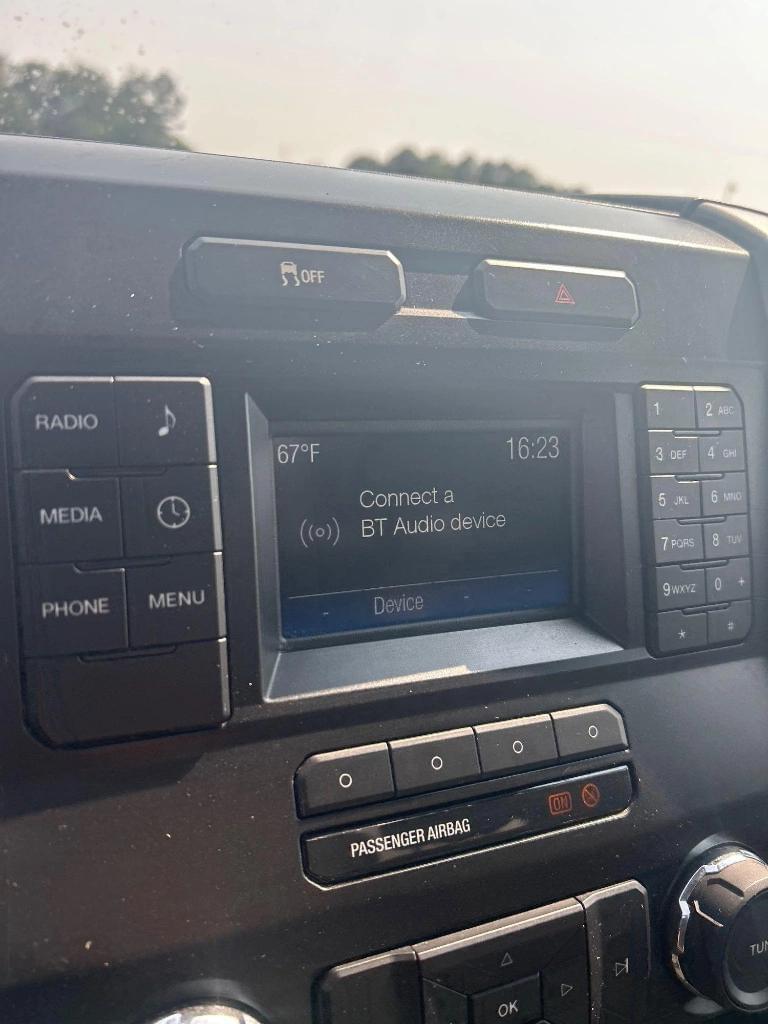 OFF
RADIO
MEDIA
PHONE MENU
67°F 16:23
Connect a
BT Audio device
Device
1 2 ABC
3 DEF 4 GHI
5 JKL 6 MNO
7 PQRS 8 TUV
9 WXYZ 0 +
* #
PASSENGER AIRBAG ON
OK
TUN